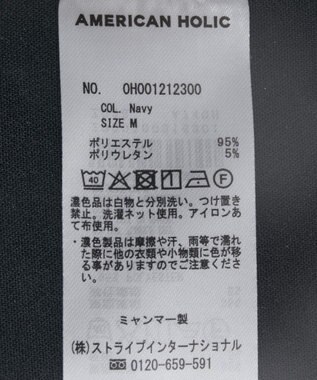 AMERICAN HOLIC
NO. 0H001212300
COL. Navy
SIZE M
ポリエステル 95%
ポリウレタン 5%
40
F
濃色品は白物と分別洗い。つけ置き
禁止。洗濯ネット使用。アイロンあ
て布使用。
・濃色製品は摩擦や汗、雨等で濡れ
た際に他の衣類や小物類に色が移
る事がありますのでご注意くださ
い。
ミャンマー製
(株)ストライプインターナショナル
0120-659-591